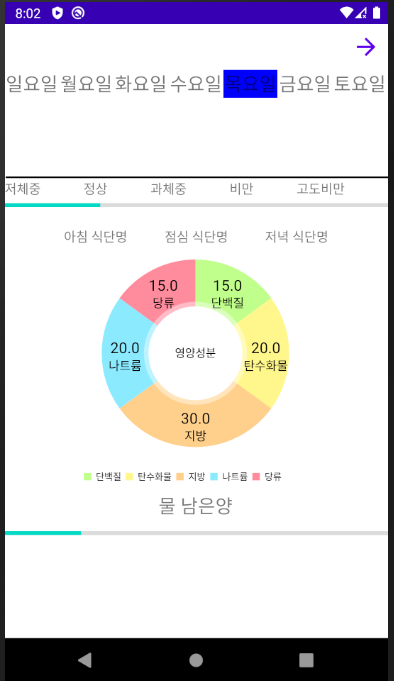 8:02
일요일 월요일 화요일 수요일 목요일 금요일 토요일
저체중 정상 과체중 비만 고도비만
아침 식단명 점심 식단명 저녁 식단명
15.0 15.0
당류 단백질
20.0 영양성분 20.0
나트륨 탄수화물
30.0
지방
단백질 탄수화물 지방 나트륨 당류
물 남은양